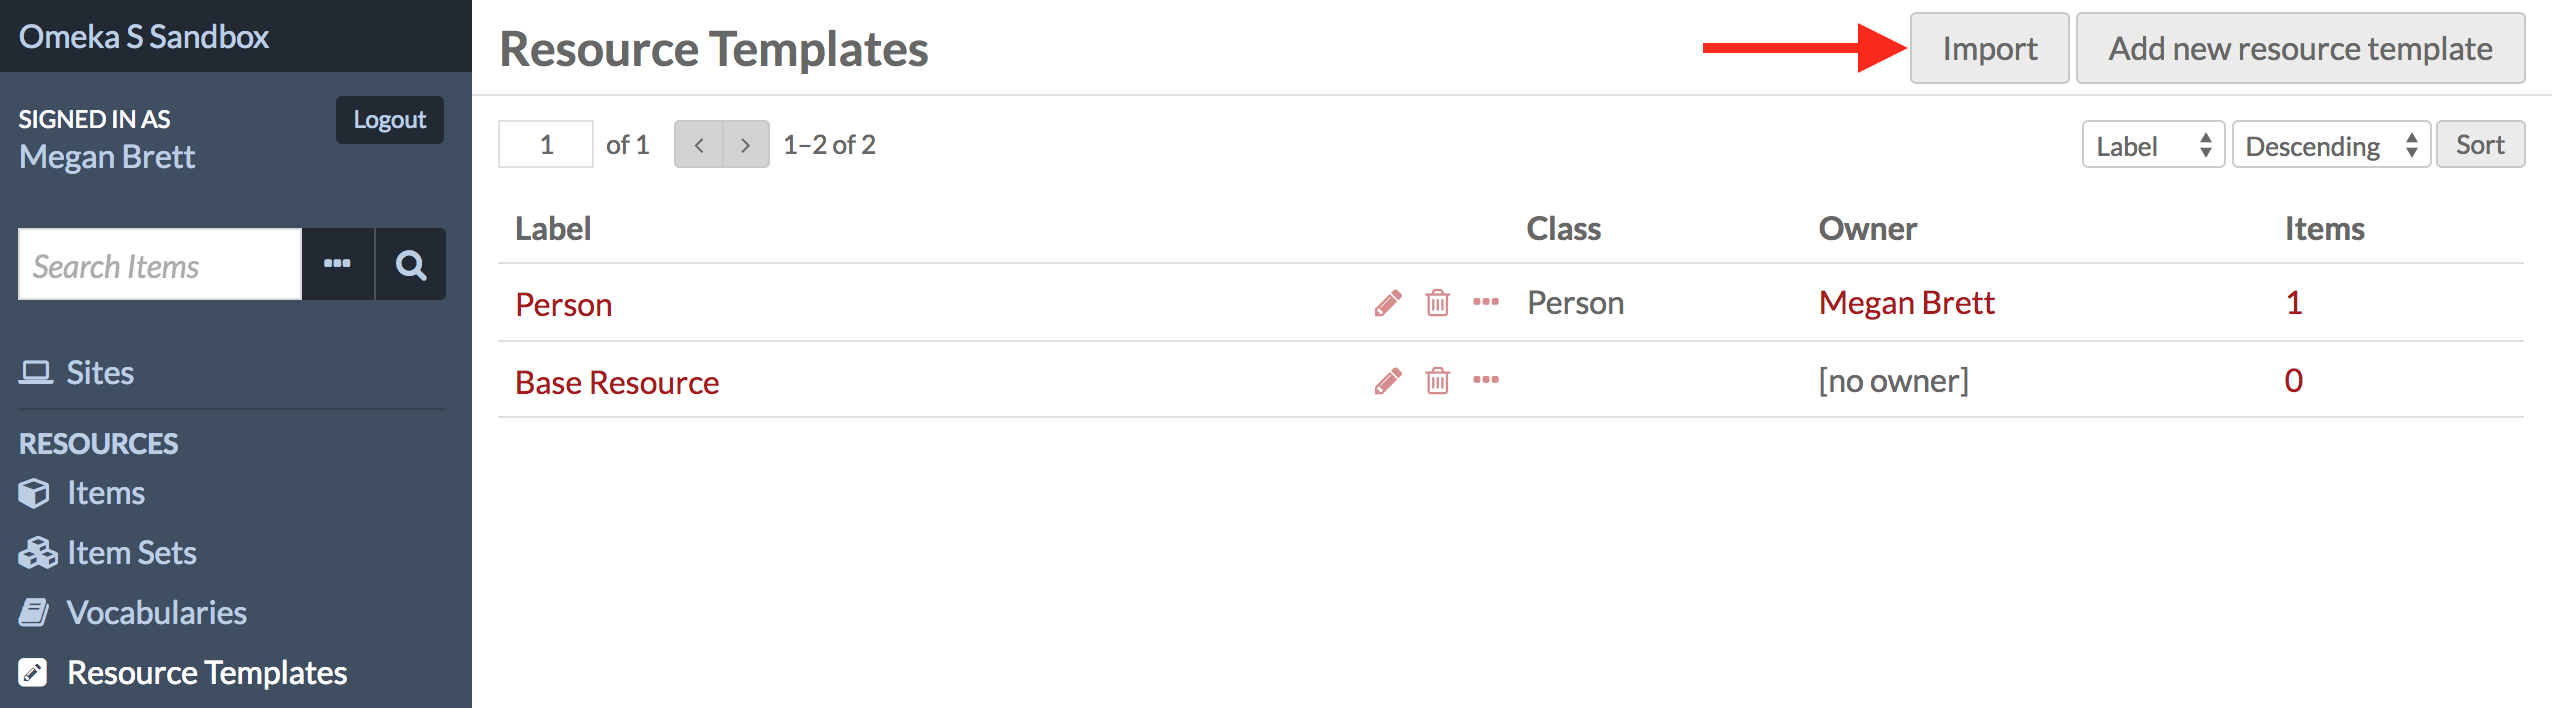 Omeka S Sandbox
SIGNED IN AS
Megan Brett
Logout
Search Items
Sites
RESOURCES
Items
Item Sets
Vocabularies
Resource Templates
Resource Templates
Import
Add new resource template
1 of 1 1–2 of 2
Label Descending Sort
Label Class Owner Items
Person Person Megan Brett 1
Base Resource [no owner] 0